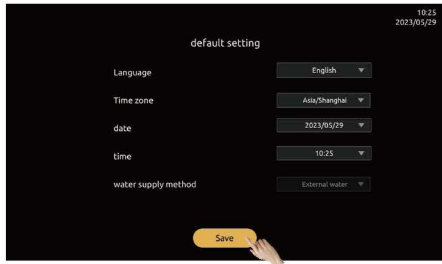 10:25
2023/05/29
default setting
Language English
Time zone Asia/Shanghai
date 2023/05/29
time 10:25
water supply method External water
Save